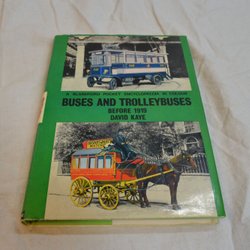 A BLANDFORD POCKET ENCYCLOPAEDIA IN COLOUR
BUSES AND TROLLEYBUSES
BEFORE 1919
DAVID KAYE